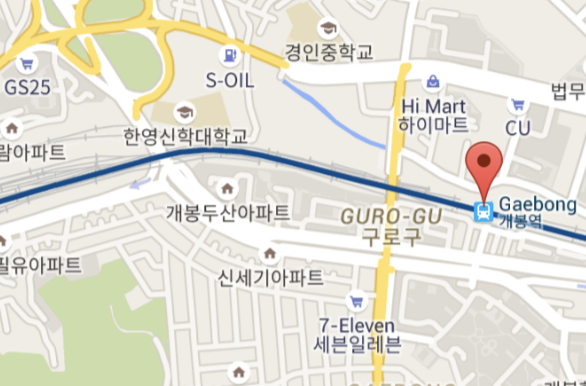 경인중학교
GS25
S-OIL
Hi Mart
하이마트
법무
CU
한영신학대학교
람아파트
Gaebong
개봉역
개봉두산아파트
GURO-GU
구로구
필유아파트
신세기아파트
7-Eleven
세븐일레븐